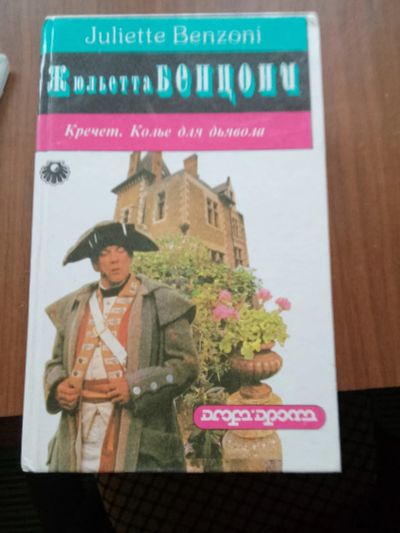 Juliette Benzoni
Жюльетта БЕНЦОНИ
Кречет. Колье для дьявола